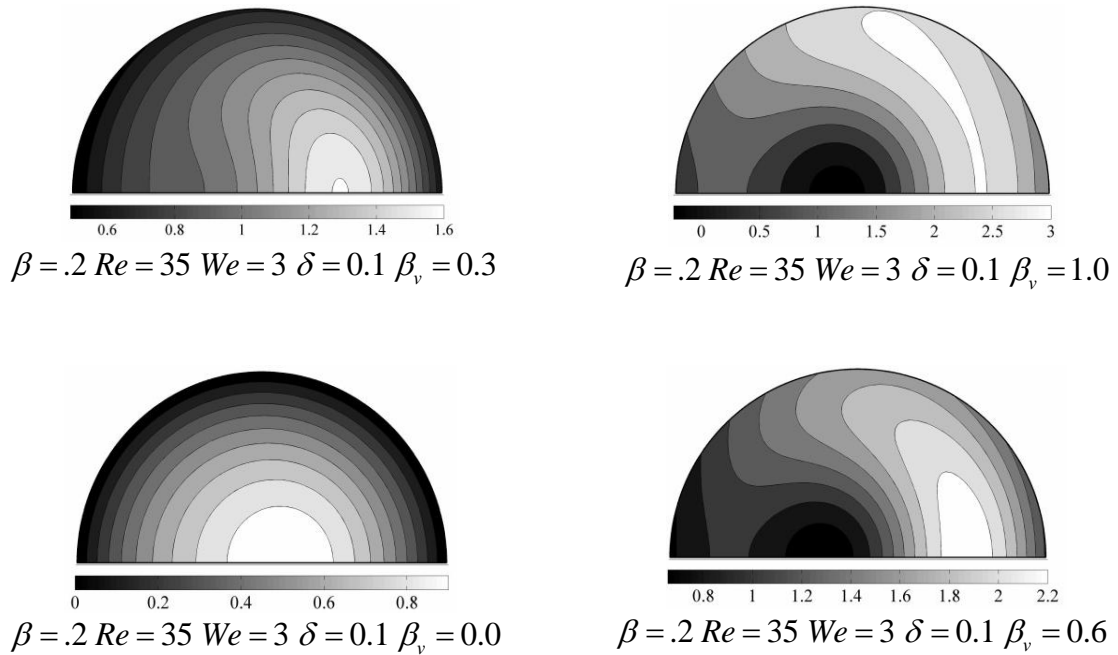 0.6 0.8 1 1.2 1.4 1.6
β = .2 Re = 35 We = 3 δ = 0.1 βᵥ = 0.3
0 0.5 1 1.5 2 2.5 3
β = .2 Re = 35 We = 3 δ = 0.1 βᵥ = 1.0
0 0.2 0.4 0.6 0.8
β = .2 Re = 35 We = 3 δ = 0.1 βᵥ = 0.0
0.8 1 1.2 1.4 1.6 1.8 2 2.2
β = .2 Re = 35 We = 3 δ = 0.1 βᵥ = 0.6